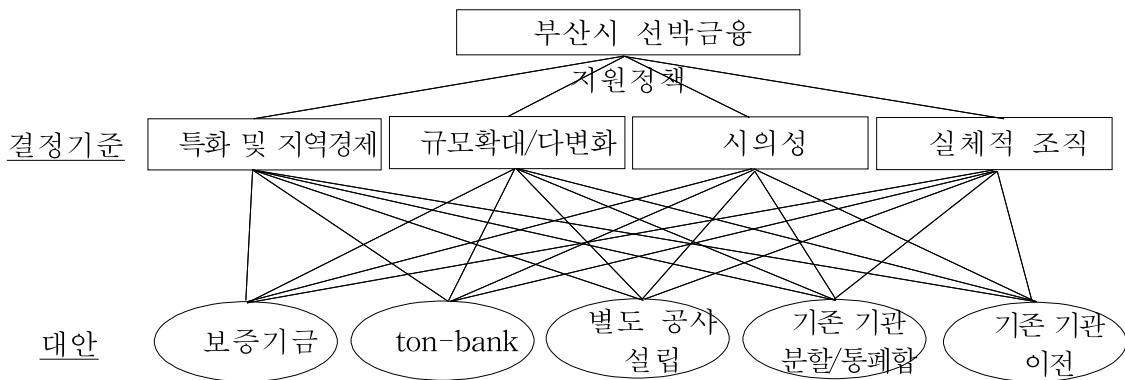 부산시 선박금융
지원정책
결정기준
특화 및 지역경제
규모확대/다변화
시의성
실체적 조직
대안
보증기금
ton-bank
별도 공사
설립
기존 기관
분할/통폐합
기존 기관
이전